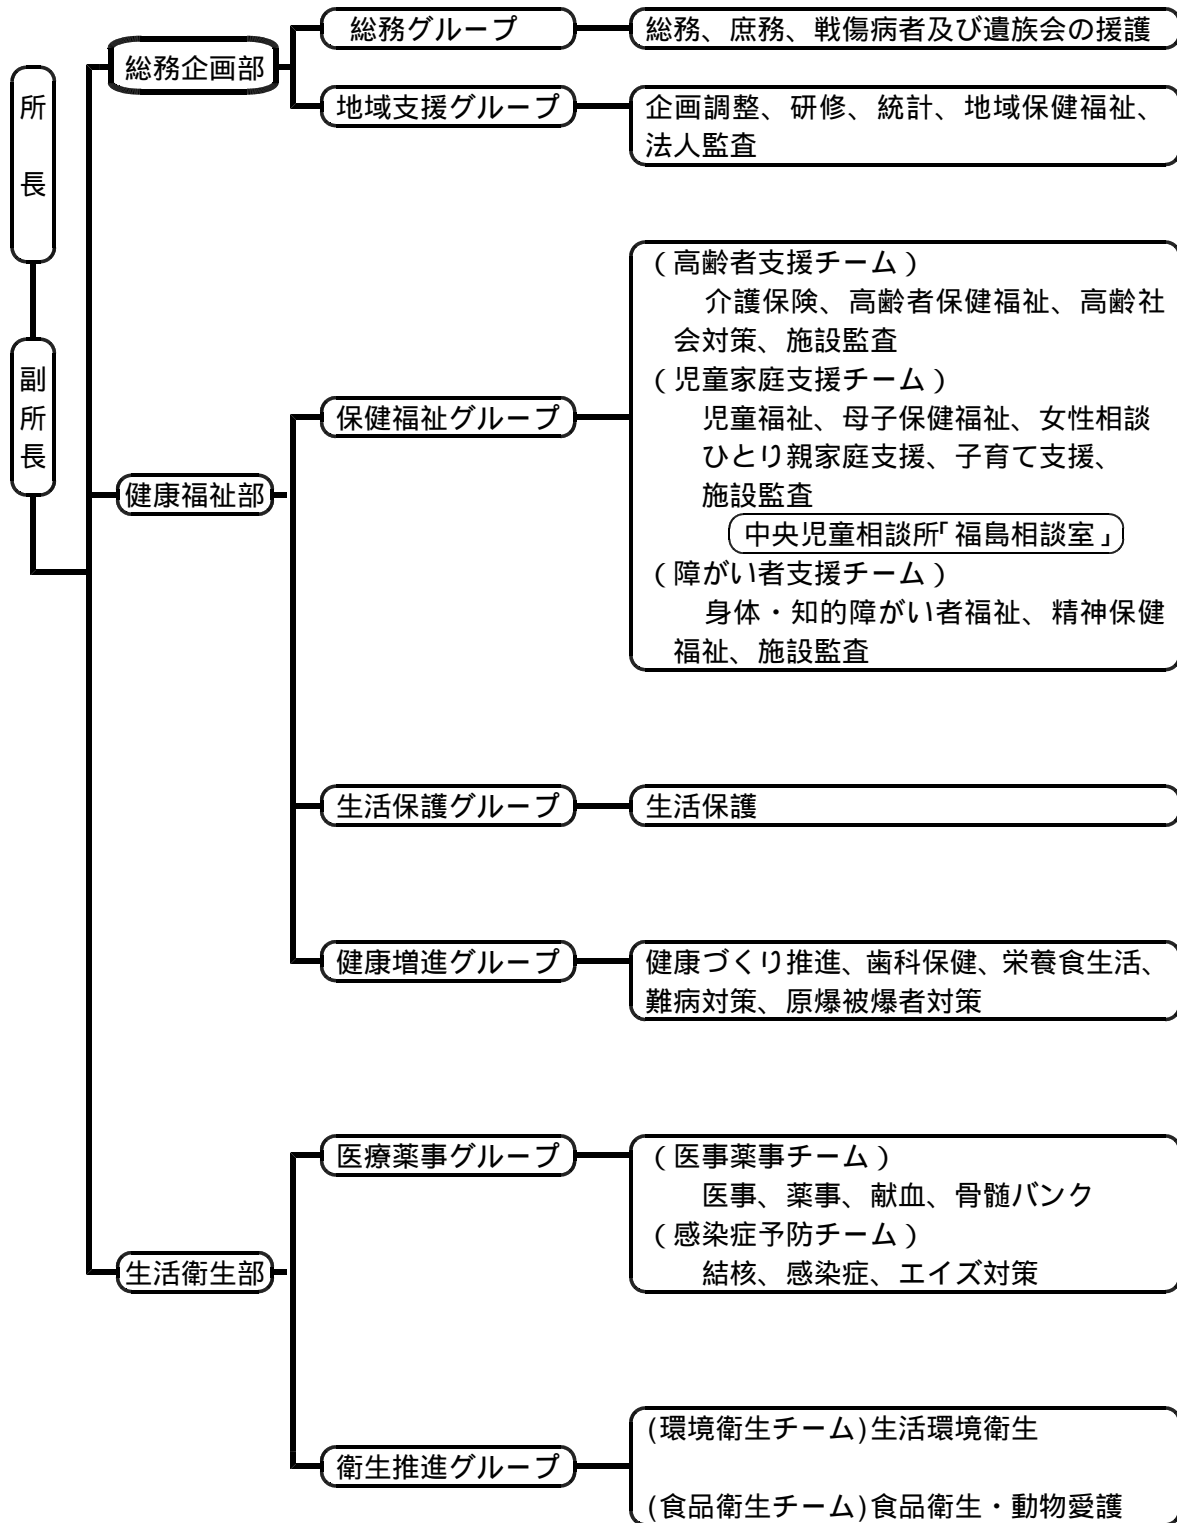 所長
副所長
総務企画部
総務グループ
総務、庶務、戦傷病者及び遺族会の援護
地域支援グループ
企画調整、研修、統計、地域保健福祉、
法人監査
健康福祉部
保健福祉グループ
（高齢者支援チーム）
介護保険、高齢者保健福祉、高齢社
会対策、施設監査
（児童家庭支援チーム）
児童福祉、母子保健福祉、女性相談
ひとり親家庭支援、子育て支援、
施設監査
中央児童相談所「福島相談室」
（障がい者支援チーム）
身体・知的障がい者福祉、精神保健
福祉、施設監査
生活保護グループ
生活保護
健康増進グループ
健康づくり推進、歯科保健、栄養食生活、
難病対策、原爆被爆者対策
生活衛生部
医療薬事グループ
（医事薬事チーム）
医事、薬事、献血、骨髄バンク
（感染症予防チーム）
結核、感染症、エイズ対策
衛生推進グループ
(環境衛生チーム)生活環境衛生
(食品衛生チーム)食品衛生・動物愛護